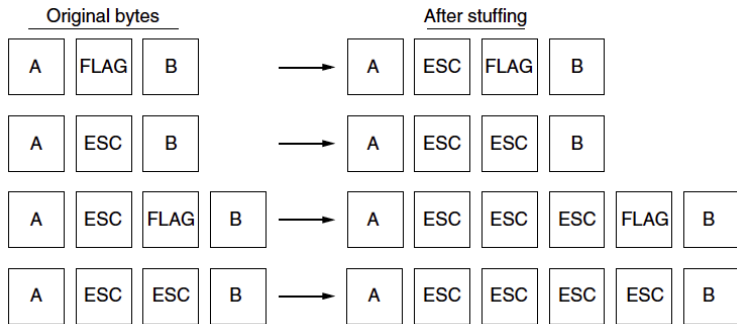 Original bytes After stuffing
A FLAG B A ESC FLAG B
A ESC B A ESC ESC B
A ESC FLAG B A ESC ESC ESC FLAG B
A ESC ESC B A ESC ESC ESC ESC B